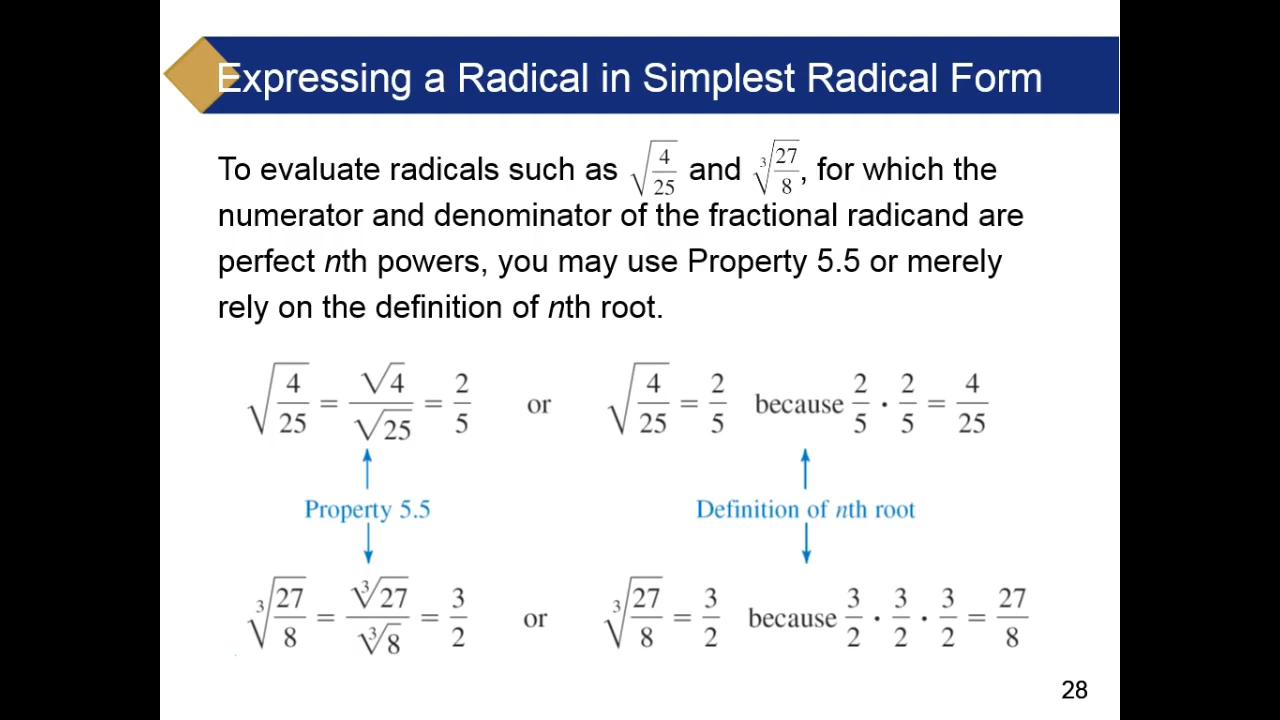 Expressing a Radical in Simplest Radical Form
To evaluate radicals such as √(4/25) and ∛(27/8), for which the
numerator and denominator of the fractional radicand are
perfect nth powers, you may use Property 5.5 or merely
rely on the definition of nth root.
√(4/25) = √4/√25 = 2/5 or √(4/25) = 2/5 because 2/5 · 2/5 = 4/25
Property 5.5 Definition of nth root
∛(27/8) = ∛27/∛8 = 3/2 or ∛(27/8) = 3/2 because 3/2 · 3/2 · 3/2 = 27/8
28